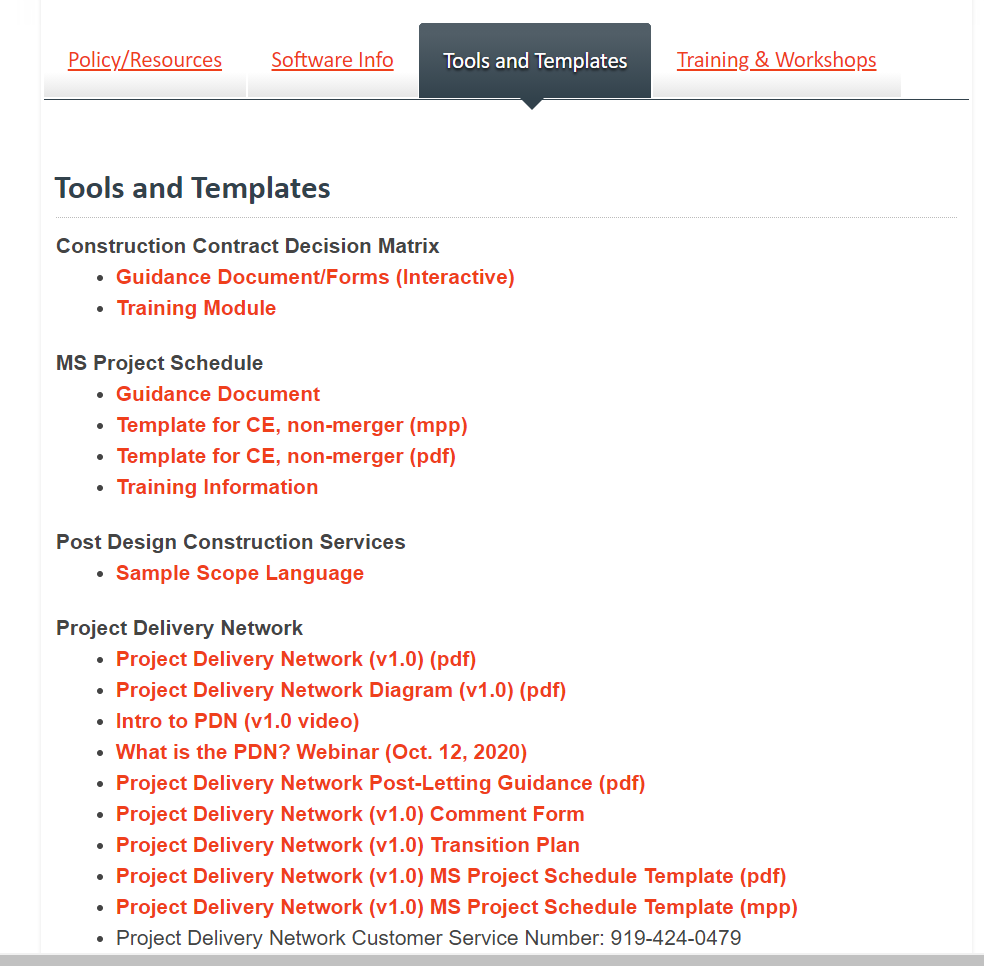 Policy/Resources Software Info Tools and Templates Training & Workshops
Tools and Templates
Construction Contract Decision Matrix
• Guidance Document/Forms (Interactive)
• Training Module
MS Project Schedule
• Guidance Document
• Template for CE, non-merger (mpp)
• Template for CE, non-merger (pdf)
• Training Information
Post Design Construction Services
• Sample Scope Language
Project Delivery Network
• Project Delivery Network (v1.0) (pdf)
• Project Delivery Network Diagram (v1.0) (pdf)
• Intro to PDN (v1.0 video)
• What is the PDN? Webinar (Oct. 12, 2020)
• Project Delivery Network Post-Letting Guidance (pdf)
• Project Delivery Network (v1.0) Comment Form
• Project Delivery Network (v1.0) Transition Plan
• Project Delivery Network (v1.0) MS Project Schedule Template (pdf)
• Project Delivery Network (v1.0) MS Project Schedule Template (mpp)
• Project Delivery Network Customer Service Number: 919-424-0479